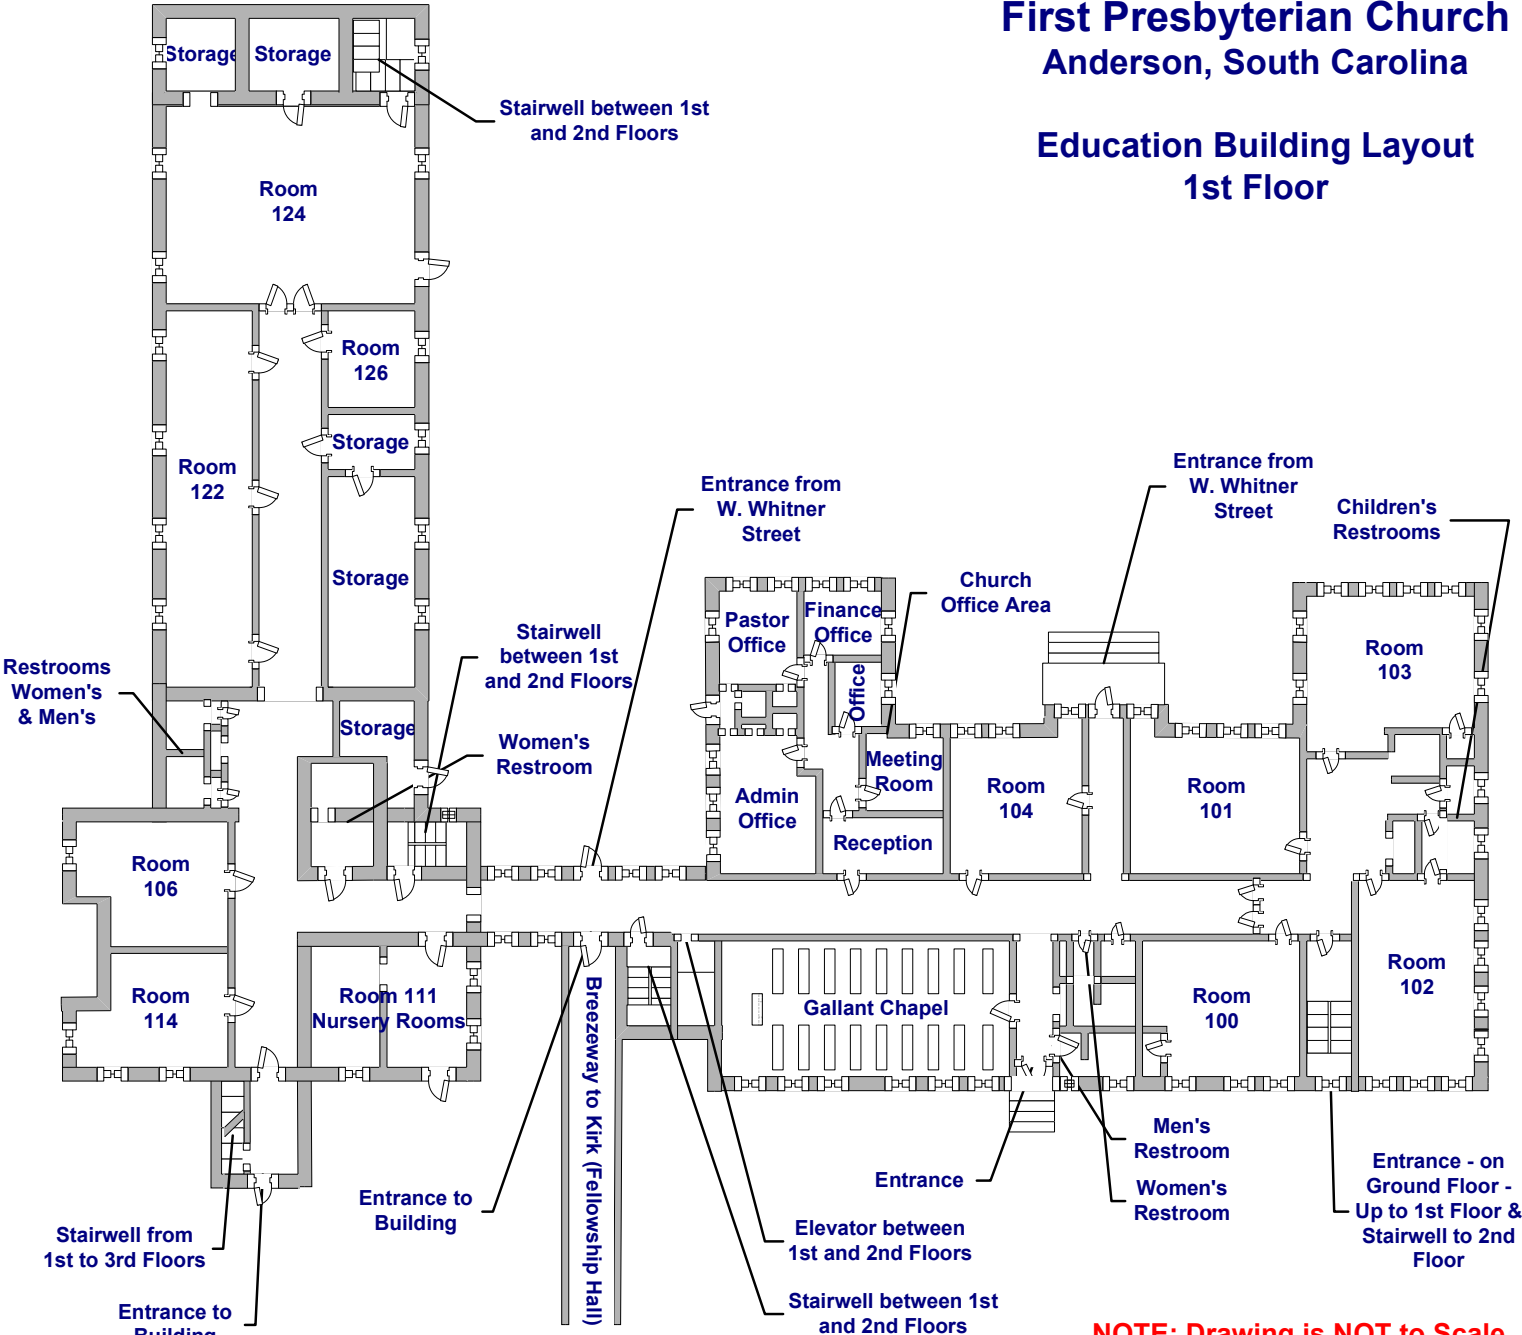 First Presbyterian Church
Anderson, South Carolina
Education Building Layout
1st Floor
Storage
Storage
Stairwell between 1st
and 2nd Floors
Room
124
Room
126
Storage
Room
122
Storage
Entrance from
W. Whitner
Street
Entrance from
W. Whitner
Street
Children's
Restrooms
Church
Office Area
Pastor
Office
Finance
Office
Office
Stairwell
between 1st
and 2nd Floors
Restrooms
Women's
& Men's
Storage
Women's
Restroom
Room
103
Meeting
Room
Admin
Office
Reception
Room
104
Room
101
Room
106
Room
114
Room 111
Nursery Rooms
Breezeway to Kirk (Fellowship Hall)
Gallant Chapel
Room
100
Room
102
Men's
Restroom
Women's
Restroom
Entrance
Entrance - on
Ground Floor -
Up to 1st Floor &
Stairwell to 2nd
Floor
Entrance to
Building
Elevator between
1st and 2nd Floors
Stairwell from
1st to 3rd Floors
Stairwell between 1st
and 2nd Floors
Entrance to
Building
NOTE: Drawing is NOT to Scale